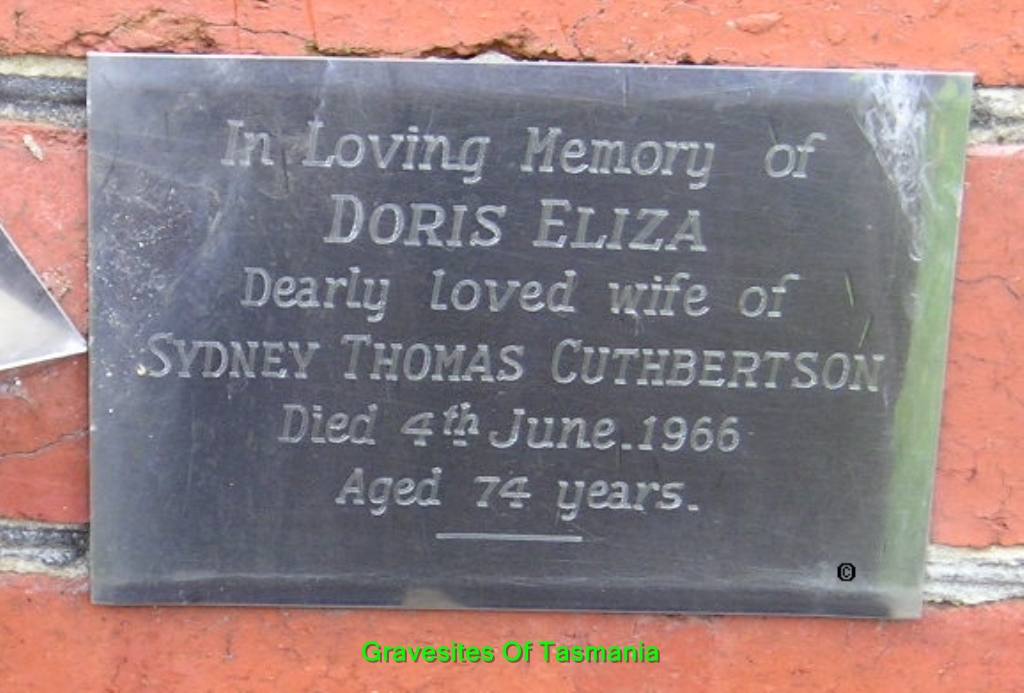 In Loving Memory of
DORIS ELIZA
Dearly loved wife of
SYDNEY THOMAS CUTHBERTSON
Died 4th June.1966
Aged 74 years.
©
Gravesites Of Tasmania